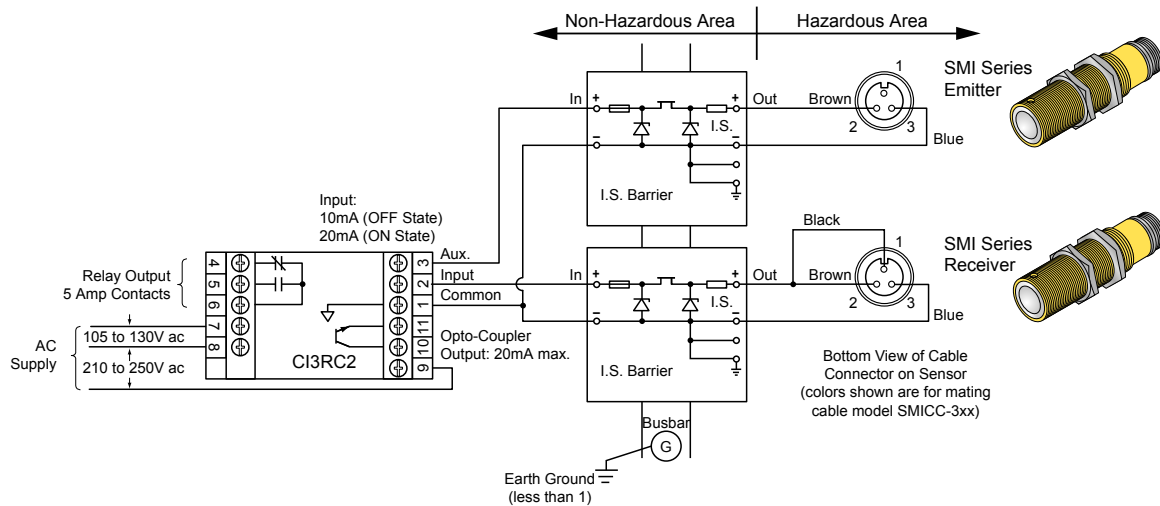 Non-Hazardous Area
Hazardous Area
In
+
+
Out
Brown
1
2
3
SMI Series
Emitter
I.S.
–
–
Blue
I.S. Barrier
Input:
10mA (OFF State)
20mA (ON State)
Black
Relay Output
5 Amp Contacts
4
5
6
7
8
3
2
1
11
10
9
Aux.
Input
Common
In
+
+
Out
Brown
1
2
3
SMI Series
Receiver
I.S.
–
–
Blue
AC
Supply
105 to 130V ac
210 to 250V ac
CI3RC2
Opto-Coupler
Output: 20mA max.
I.S. Barrier
Bottom View of Cable
Connector on Sensor
(colors shown are for mating
cable model SMICC-3xx)
Busbar
G
Earth Ground
(less than 1)